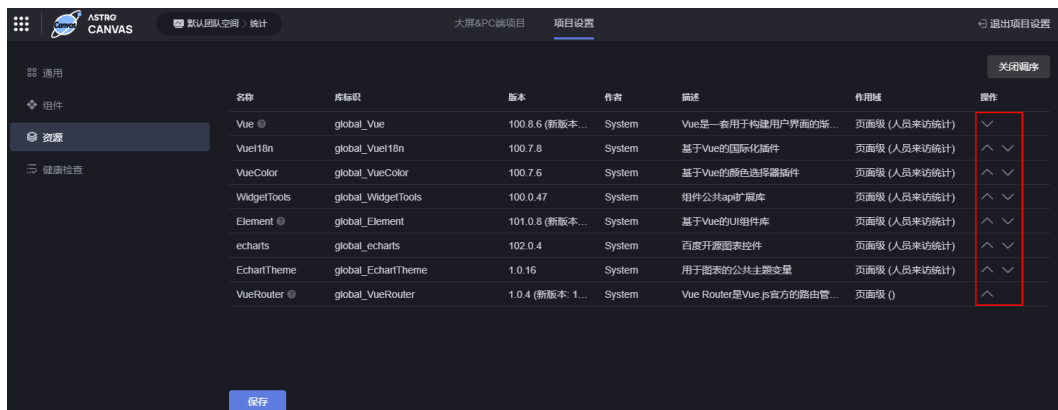 Canvas ASTRO CANVAS 默认团队空间 > 统计 大屏&PC端项目 项目设置 退出项目设置
关闭调序
通用
组件
资源
健康检查
名称 库标识 版本 作者 描述 作用域 操作
Vue global_Vue 100.8.6 (新版本... System Vue是一套用于构建用户界面的渐... 页面级 (人员来访统计)
VueI18n global_VueI18n 100.7.8 System 基于Vue的国际化插件 页面级 (人员来访统计)
VueColor global_VueColor 100.7.6 System 基于Vue的颜色选择器插件 页面级 (人员来访统计)
WidgetTools global_WidgetTools 100.0.47 System 组件公共api扩展库 页面级 (人员来访统计)
Element global_Element 101.0.8 (新版本... System 基于Vue的UI组件库 页面级 (人员来访统计)
echarts global_echarts 102.0.4 System 百度开源图表控件 页面级 (人员来访统计)
EchartTheme global_EchartTheme 1.0.16 System 用于图表的公共主题变量 页面级 (人员来访统计)
VueRouter global_VueRouter 1.0.4 (新版本: 1... System Vue Router是Vue.js官方的路由管... 页面级 ()
保存